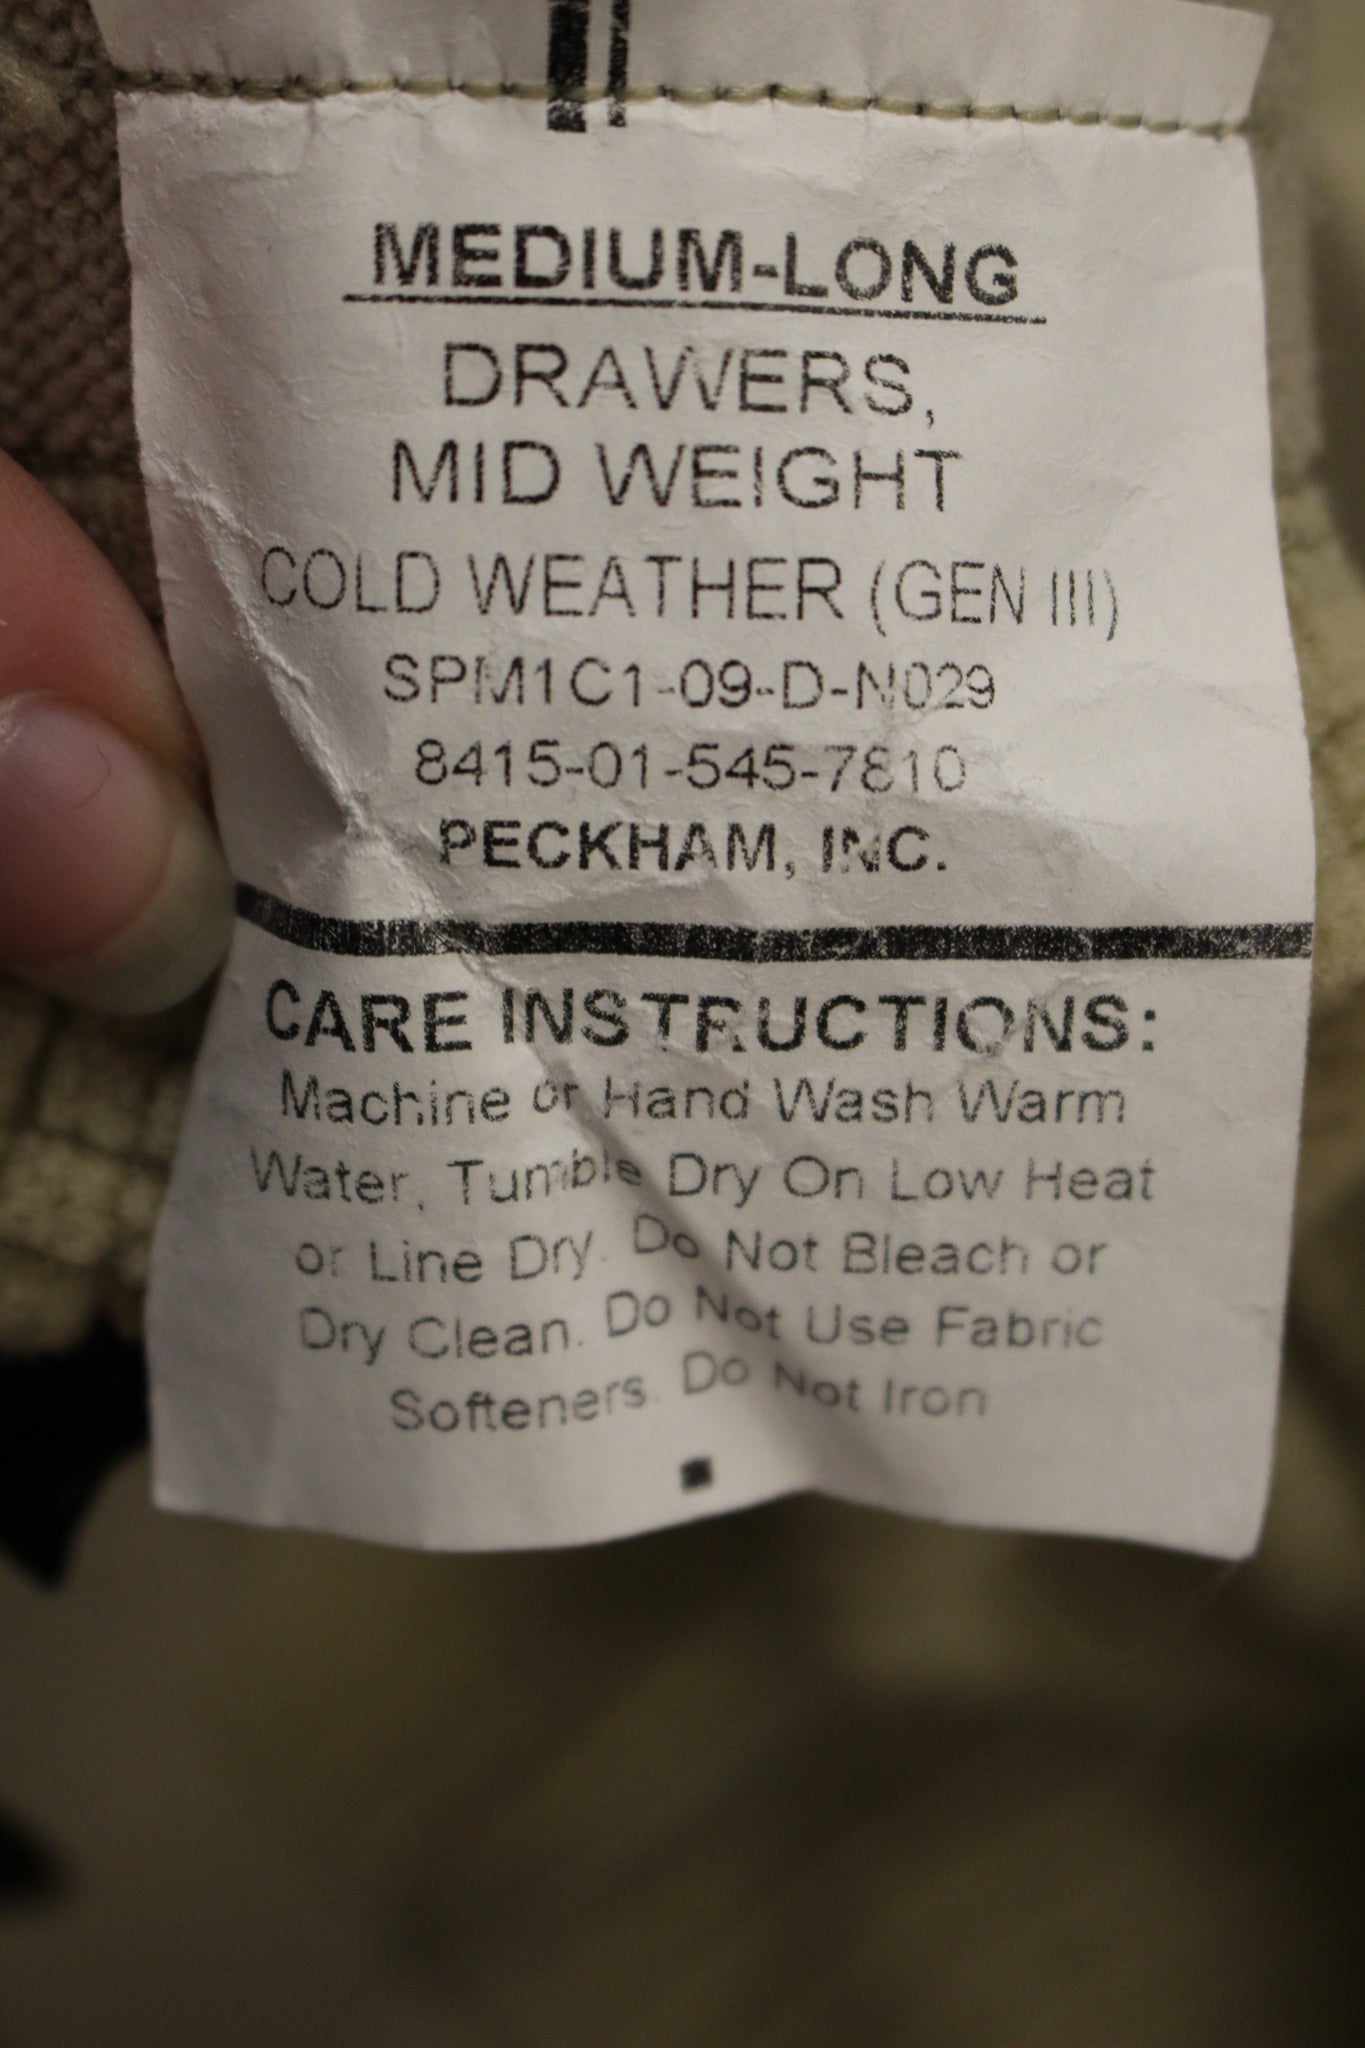 MEDIUM-LONG
DRAWERS,
MID WEIGHT
COLD WEATHER (GEN III)
SPM1C1-09-D-N029
8415-01-545-7810
PECKHAM, INC.
CARE INSTRUCTIONS:
Machine or Hand Wash Warm
Water, Tumble Dry On Low Heat
or Line Dry. Do Not Bleach or
Dry Clean. Do Not Use Fabric
Softeners. Do Not Iron